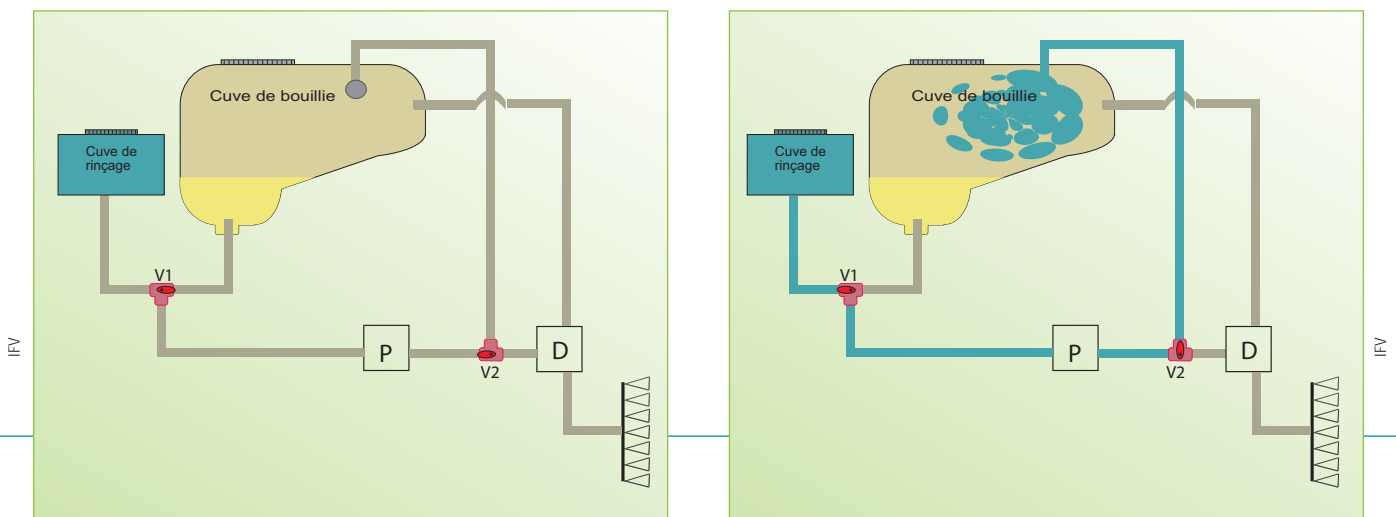 Cuve de bouillie
Cuve de
rinçage
V1
P
V2
D
IFV
Cuve de bouillie
Cuve de
rinçage
V1
P
V2
D
IFV